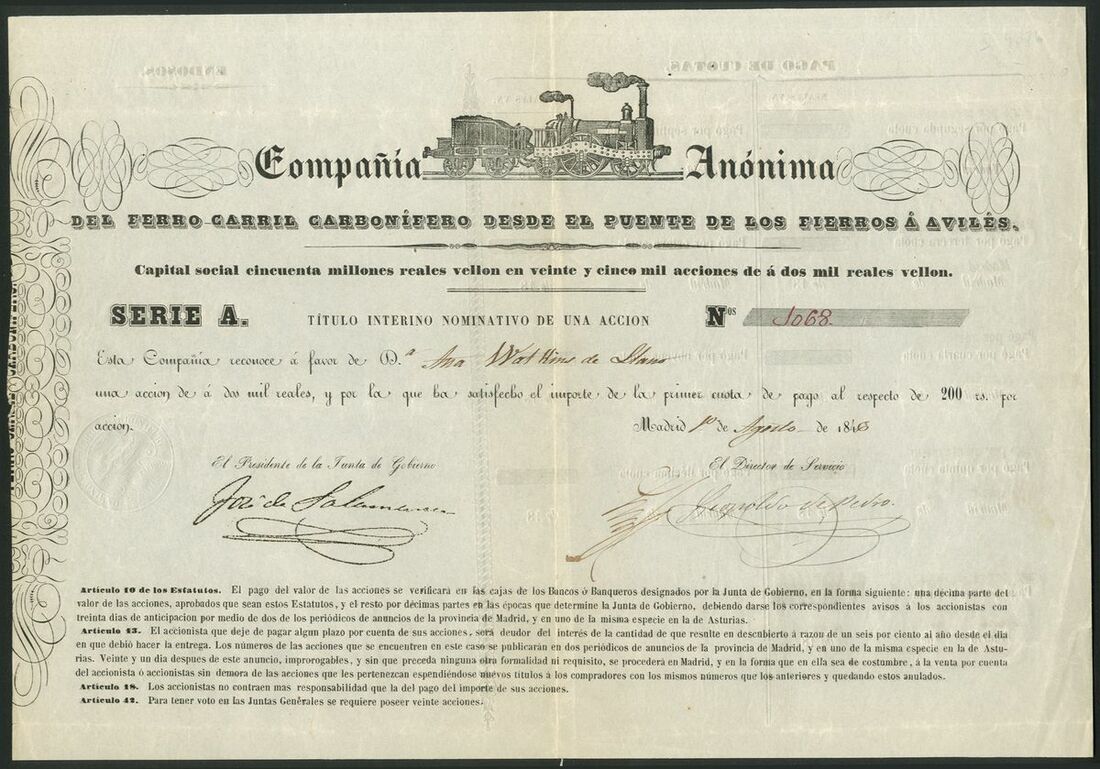 Compañía Anónima
DEL FERRO-CARRIL CARBONÍFERO DESDE EL PUENTE DE LOS FIERROS Á AVILÉS.
Capital social cincuenta millones reales vellon en veinte y cinco mil acciones de á dos mil reales vellon.
SERIE A. TÍTULO INTERINO NOMINATIVO DE UNA ACCION Nos 1068
Esta Compañía reconoce á favor de D.a Ana Watkins de Llano
una accion de á dos mil reales, y por la que ha satisfecho el importe de la primer cuota de pago al respecto de 200 rs. por
accion. Madrid 1o de Agosto de 1846
El Presidente de la Junta de Gobierno El Director de Servicio
José de Salamanca Leopoldo de Pedro.
Artículo 10 de los Estatutos. El pago del valor de las acciones se verificará en las cajas de los Bancos ó Banqueros designados por la Junta de Gobierno, en la forma siguiente: una décima parte del
valor de las acciones, aprobados que sean estos Estatutos, y el resto por décimas partes en las épocas que determine la Junta de Gobierno, debiendo darse los correspondientes avisos á los accionistas con
treinta dias de anticipacion por medio de dos de los periódicos de anuncios de la provincia de Madrid, y en uno de la misma especie en la de Asturias.
Artículo 13. El accionista que deje de pagar algun plazo por cuenta de sus acciones, será deudor del interés de la cantidad de que resulte en descubierto á razon de un seis por ciento al año desde el dia
en que debió hacer la entrega. Los números de las acciones que se encuentren en este caso se publicarán en dos periódicos de anuncios de la provincia de Madrid, y en uno de la misma especie en la de Astu-
rias. Veinte y un dias despues de este anuncio, improrogables, y sin que preceda ninguna otra formalidad ni requisito, se procederá en Madrid, y en la forma que en ella sea de costumbre, á la venta por cuenta
del accionista ó accionistas sin demora de las acciones que les pertenezcan espendiéndose nuevos títulos á los compradores con los mismos números que los anteriores y quedando estos anulados.
Artículo 18. Los accionistas no contraen mas responsabilidad que la del pago del importe de sus acciones.
Artículo 42. Para tener voto en las Juntas Generales se requiere poseer veinte acciones.